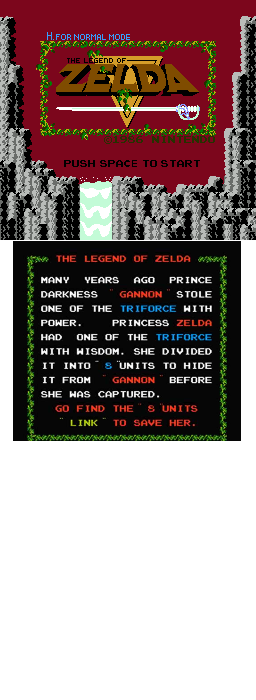 H. FOR NORMAL MODE
THE LEGEND OF
ZELDA
©1986 NINTENDO
PUSH SPACE TO START
THE LEGEND OF ZELDA
MANY YEARS AGO PRINCE
DARKNESS "GANNON" STOLE
ONE OF THE TRIFORCE WITH
POWER. PRINCESS ZELDA
HAD ONE OF THE TRIFORCE
WITH WISDOM. SHE DIVIDED
IT INTO "8"UNITS TO HIDE
IT FROM "GANNON" BEFORE
SHE WAS CAPTURED.
GO FIND THE "8"UNITS
"LINK" TO SAVE HER.